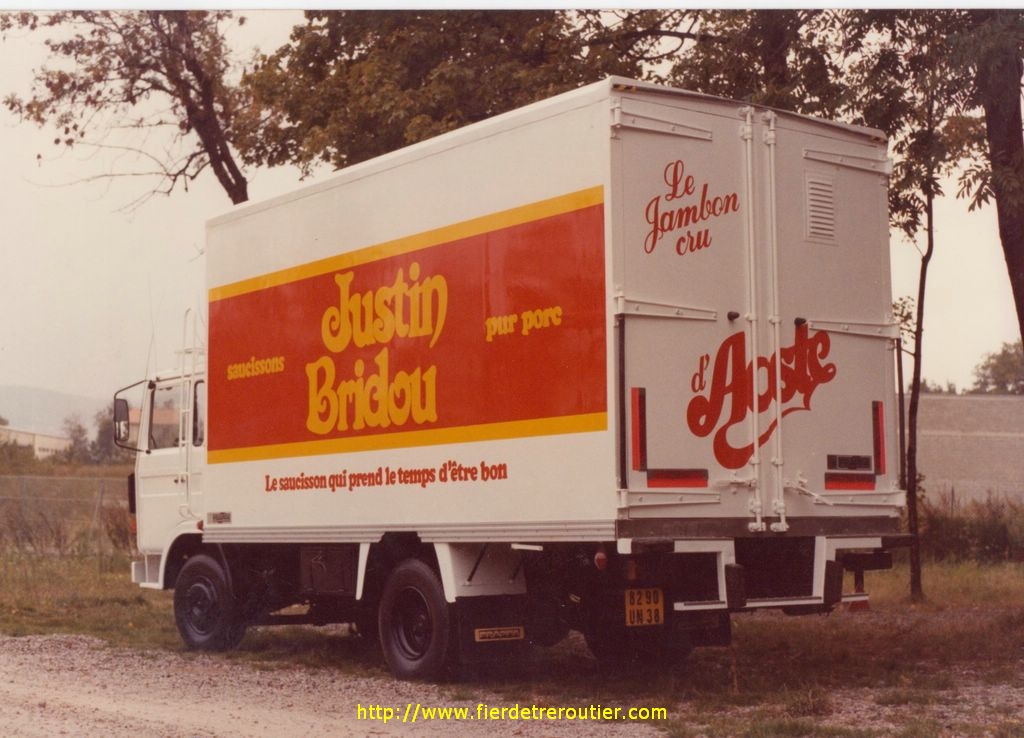 Justin
Bridou
saucissons
pur porc
Le saucisson qui prend le temps d'être bon
Le
Jambon
cru
d'Aoste
8290
UM 38
http://www.fierdetreroutier.com